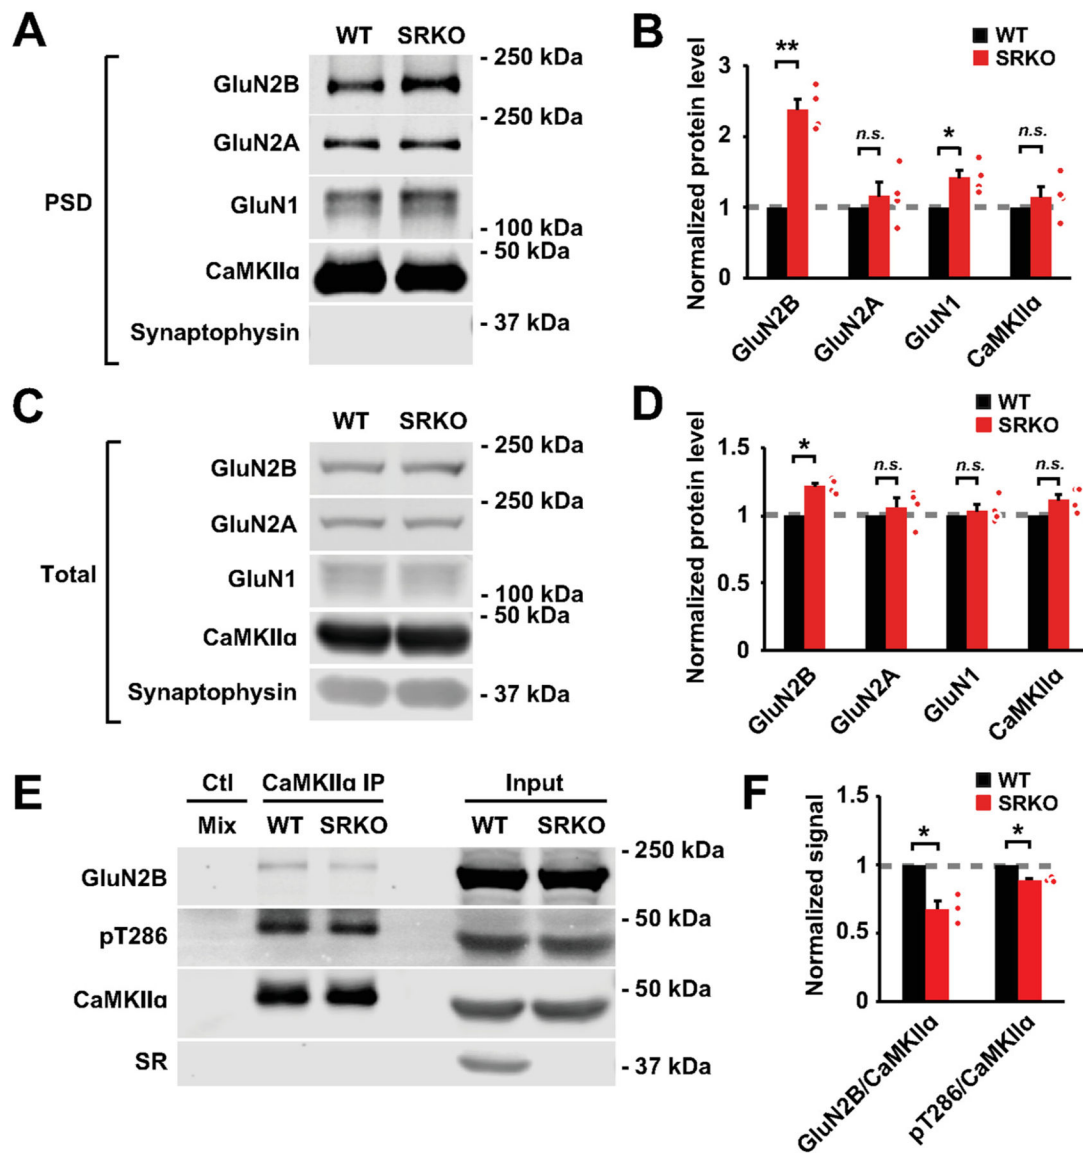 A
WT SRKO
PSD
GluN2B
- 250 kDa
GluN2A
- 250 kDa
GluN1
- 100 kDa
CaMKIIα
- 50 kDa
Synaptophysin
- 37 kDa
B
WT
SRKO
Normalized protein level
3
2
1
0
** n.s. * n.s.
GluN2B GluN2A GluN1 CaMKIIα
C
WT SRKO
Total
GluN2B
- 250 kDa
GluN2A
- 250 kDa
GluN1
- 100 kDa
CaMKIIα
- 50 kDa
Synaptophysin
- 37 kDa
D
WT
SRKO
Normalized protein level
1.5
1
0.5
0
* n.s. n.s. n.s.
GluN2B GluN2A GluN1 CaMKIIα
E
Ctl CaMKIIα IP Input
Mix WT SRKO WT SRKO
GluN2B
- 250 kDa
pT286
- 50 kDa
CaMKIIα
- 50 kDa
SR
- 37 kDa
F
WT
SRKO
Normalized signal
1.5
1
0.5
0
* *
GluN2B/CaMKIIα pT286/CaMKIIα